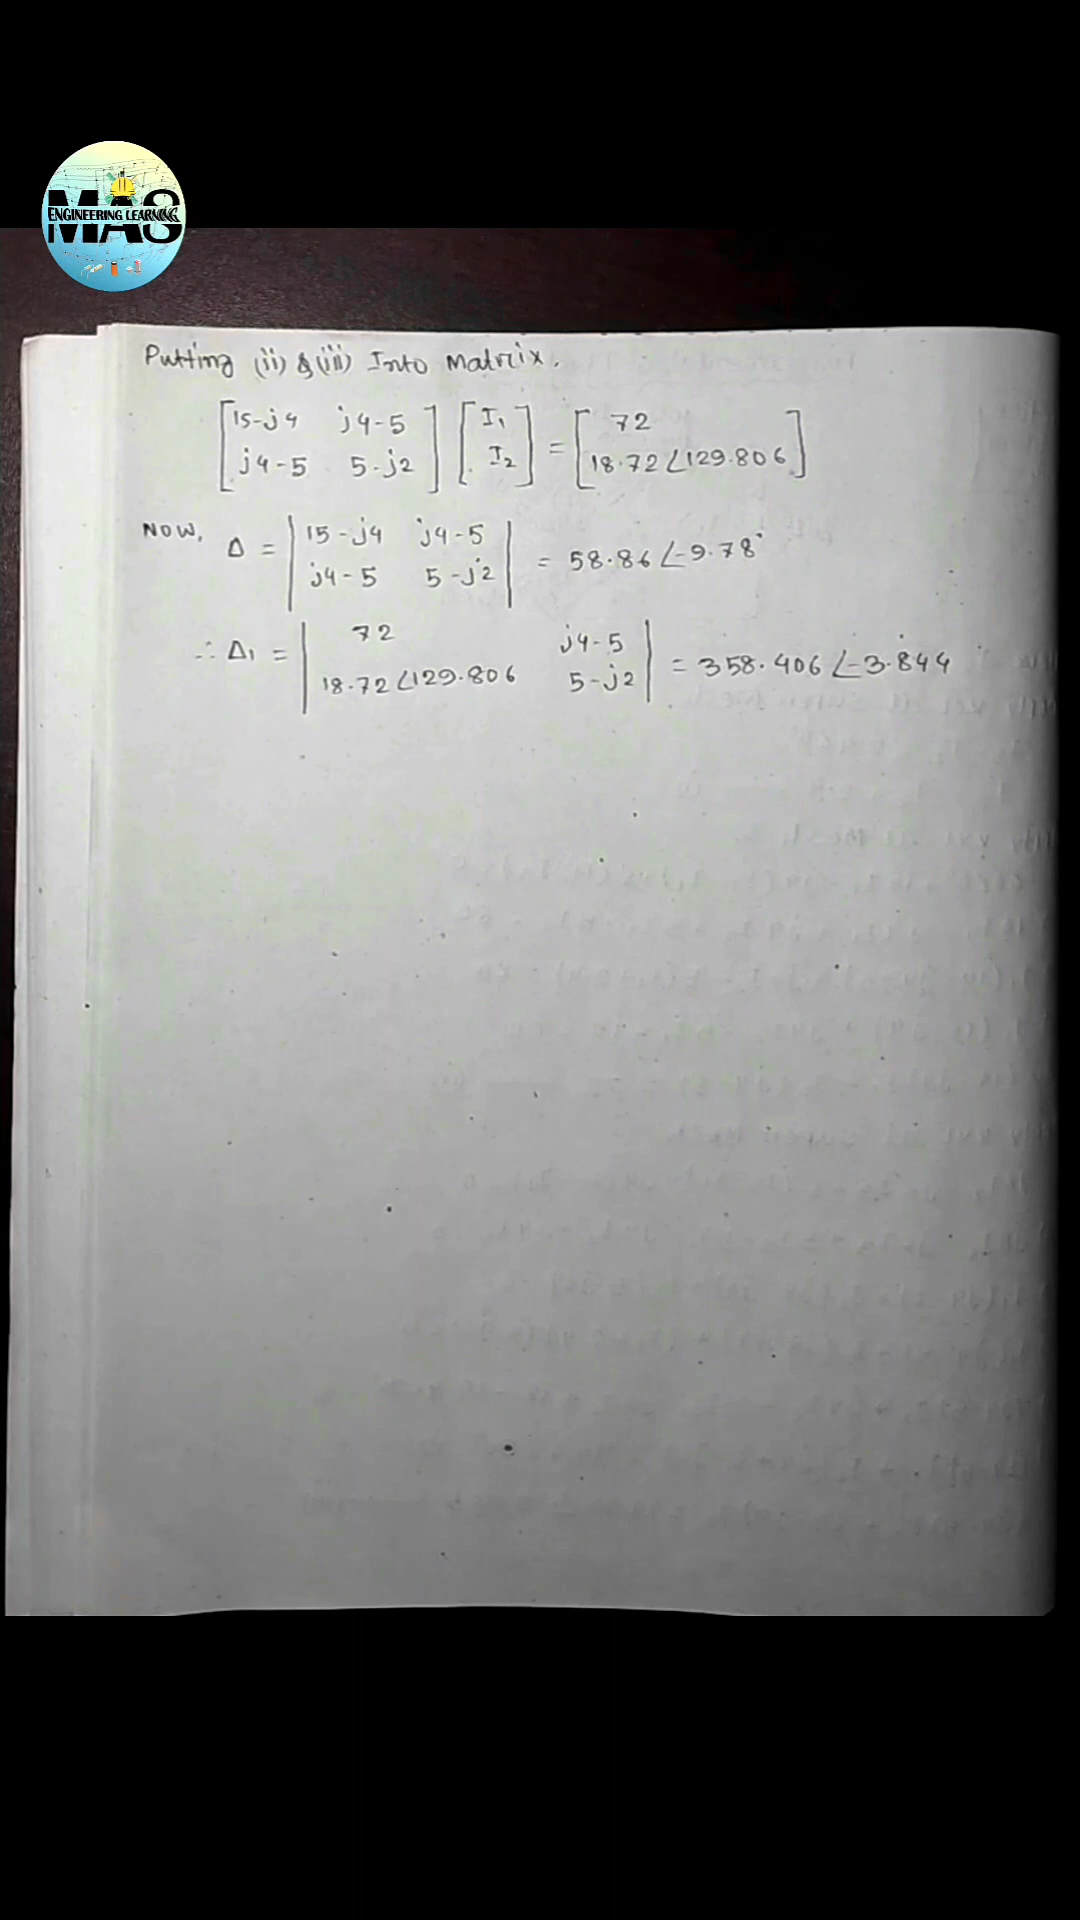 MAS
ENGINEERING LEARNING
Putting (ii) & (iii) Into Matrix.
[15-j4 j4-5] [I₁] = [72]
[j4-5 5-j2] [I₂] [18.72∠129.806]
Now, Δ = |15-j4 j4-5| = 58.86∠-9.78°
|j4-5 5-j2|
∴ Δ₁ = |72 j4-5| = 358.406∠-3.844
|18.72∠129.806 5-j2|